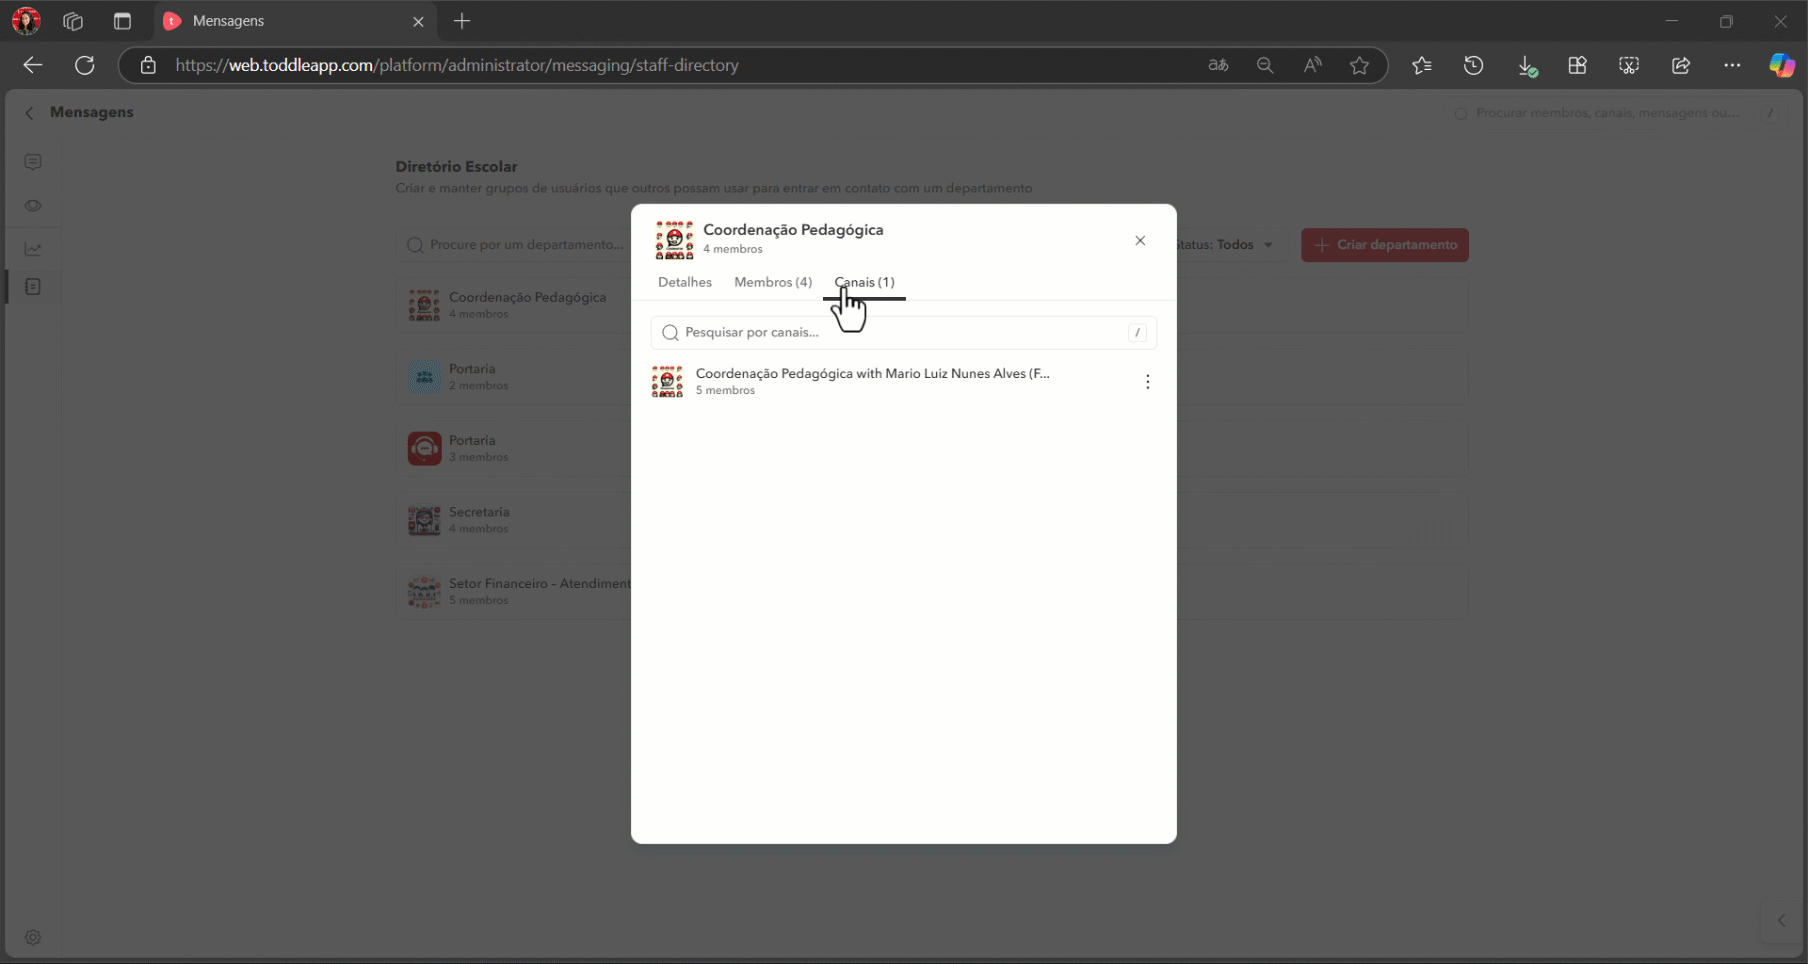 Mensagens
https://web.toddleapp.com/platform/administrator/messaging/staff-directory
aあ
Mensagens
Procurar membros, canais, mensagens ou... /
Diretório Escolar
Criar e manter grupos de usuários que outros possam usar para entrar em contato com um departamento
Procure por um departamento...
Status: Todos
Criar departamento
Coordenação Pedagógica
4 membros
Portaria
2 membros
Portaria
3 membros
Secretaria
4 membros
Setor Financeiro - Atendiment
5 membros
Coordenação Pedagógica
4 membros
Detalhes Membros (4) Canais (1)
Pesquisar por canais... /
Coordenação Pedagógica with Mario Luiz Nunes Alves (F...
5 membros